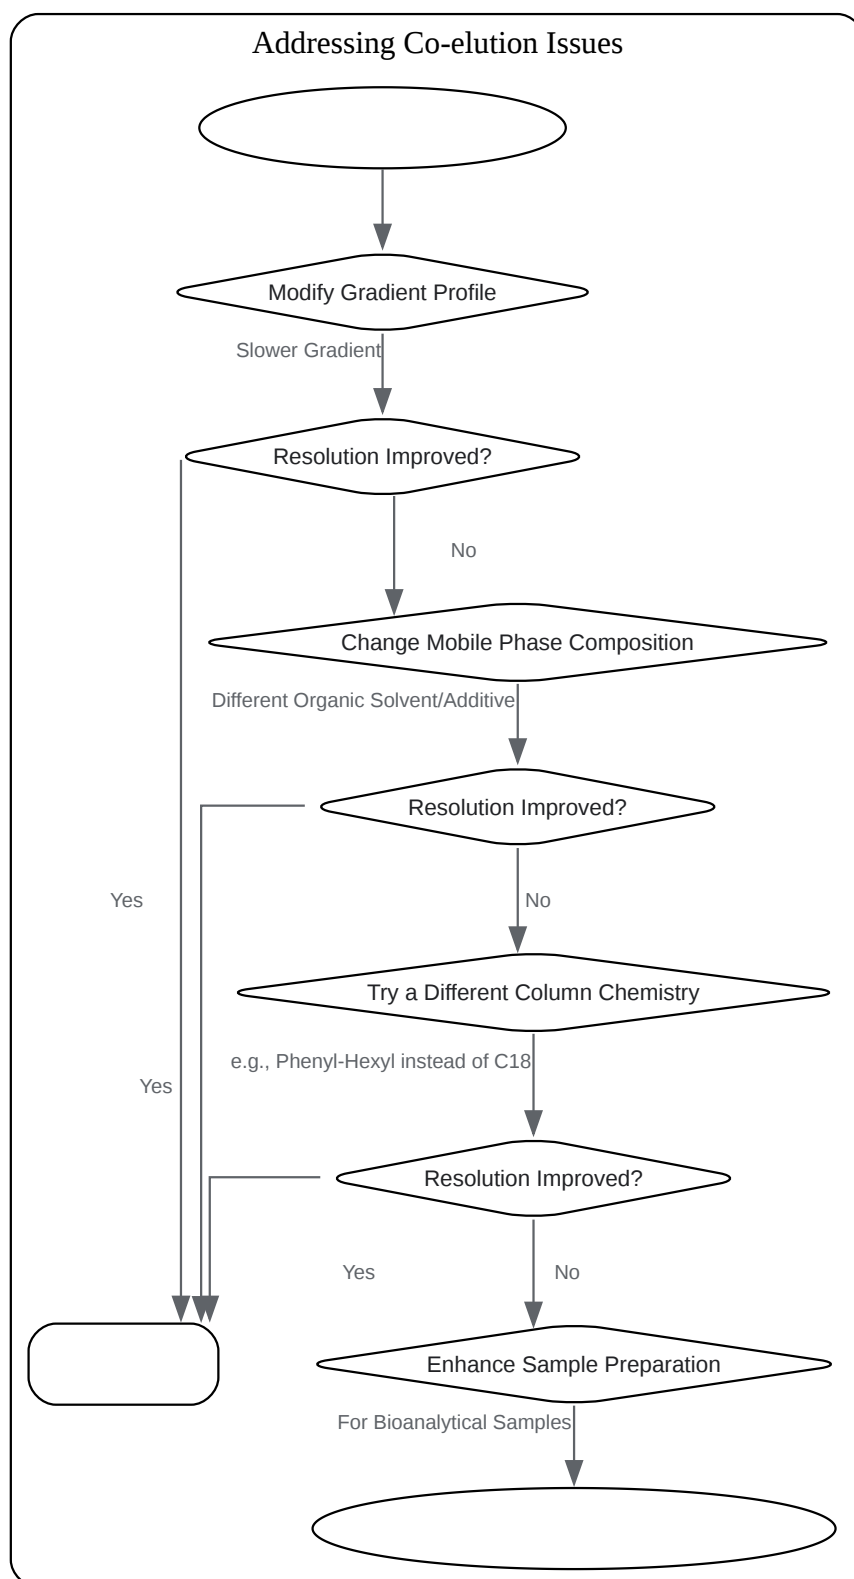 Addressing Co-elution Issues
Modify Gradient Profile
Slower Gradient
Resolution Improved?
No
Change Mobile Phase Composition
Different Organic Solvent/Additive
Resolution Improved?
Yes
No
Try a Different Column Chemistry
e.g., Phenyl-Hexyl instead of C18
Yes
Resolution Improved?
Yes
No
Enhance Sample Preparation
For Bioanalytical Samples